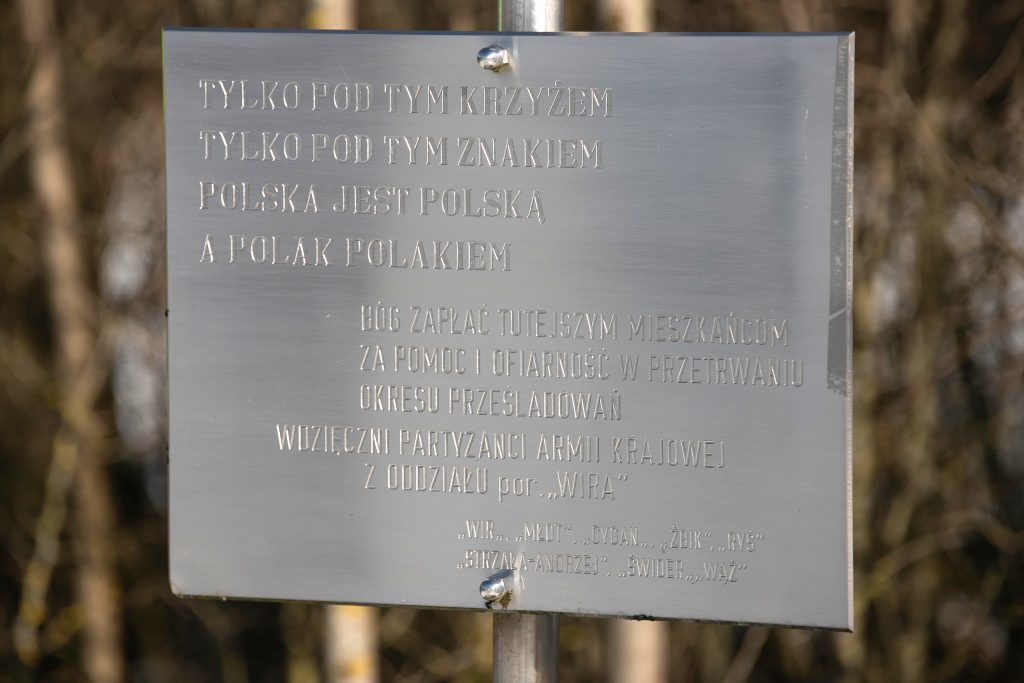 TYLKO POD TYM KRZYŻEM
TYLKO POD TYM ZNAKIEM
POLSKA JEST POLSKĄ
A POLAK POLAKIEM
BÓG ZAPŁAĆ TUTEJSZYM MIESZKAŃCOM
ZA POMOC I OFIARNOŚĆ W PRZETRWANIU
OKRESU PRZEŚLADOWAŃ
WDZIĘCZNI PARTYZANCI ARMII KRAJOWEJ
Z ODDZIAŁU por. „WIRA”
„WIR„, „MŁOT”, „CYGAN„, „ŻBIK”, „RYŚ”
„STRZAŁA-ANDRZEJ”, „ŚWIDER„, „WĄŻ”